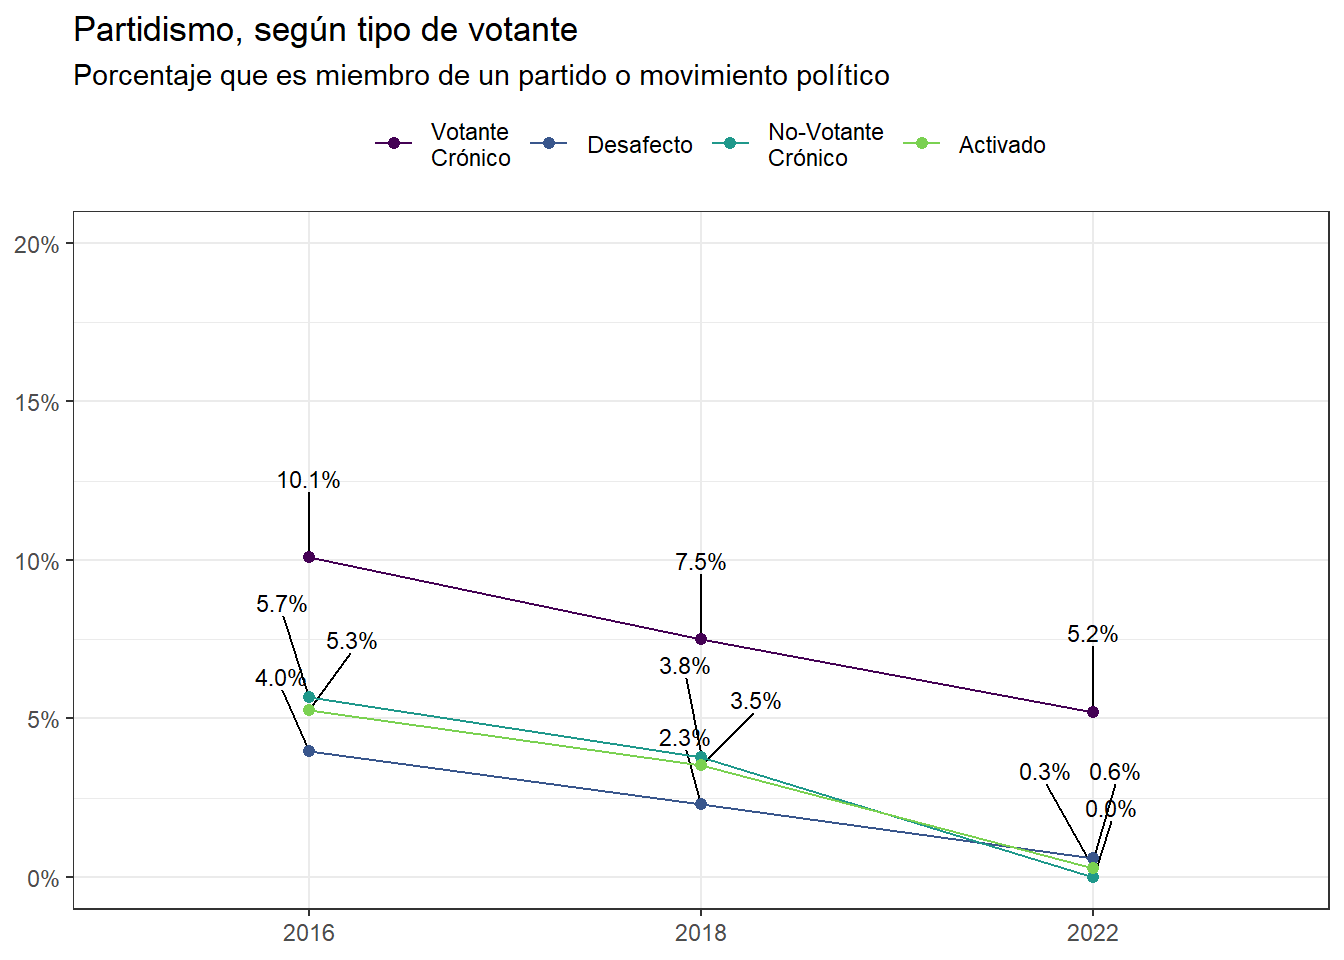 Partidismo, según tipo de votante
Porcentaje que es miembro de un partido o movimiento político
Votante
Crónico
Desafecto
No-Votante
Crónico
Activado
20%
15%
10%
5%
0%
10.1%
5.7%
5.3%
4.0%
7.5%
3.8%
3.5%
2.3%
5.2%
0.3%
0.6%
0.0%
2016
2018
2022